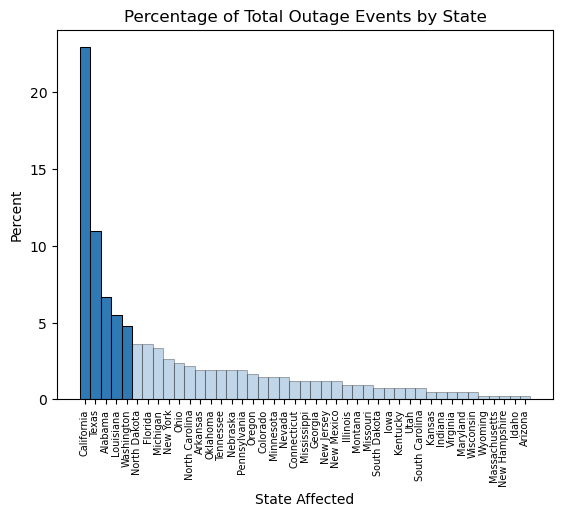 Percentage of Total Outage Events by State
Percent
20
15
10
5
0
California
Texas
Alabama
Louisiana
Washington
North Dakota
Florida
Michigan
New York
Ohio
North Carolina
Arkansas
Oklahoma
Tennessee
Nebraska
Pennsylvania
Oregon
Colorado
Minnesota
Nevada
Connecticut
Mississippi
Georgia
New Jersey
New Mexico
Illinois
Montana
Missouri
South Dakota
Iowa
Kentucky
Utah
South Carolina
Kansas
Indiana
Virginia
Maryland
Wisconsin
Wyoming
Massachusetts
New Hampshire
Idaho
Arizona
State Affected